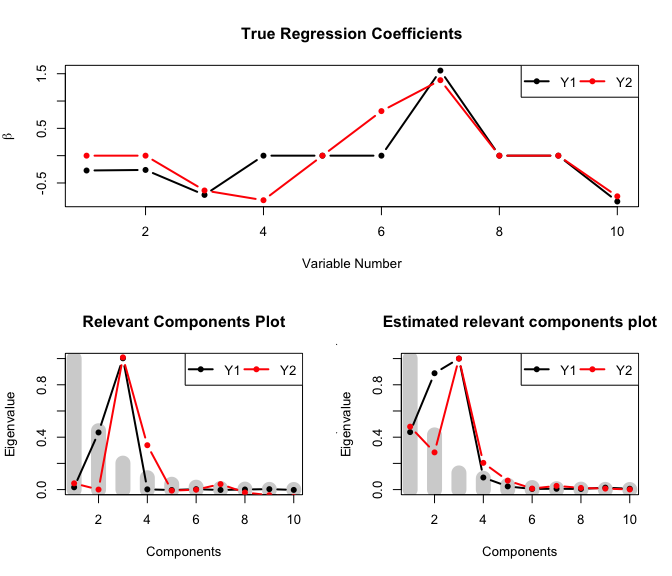 True Regression Coefficients
β
1.5
0.5
-0.5
Y1 Y2
2 4 6 8 10
Variable Number
Relevant Components Plot
Eigenvalue
0.8
0.4
0.0
Y1 Y2
2 4 6 8 10
Components
Estimated relevant components plot
Eigenvalue
0.8
0.4
0.0
Y1 Y2
2 4 6 8 10
Components